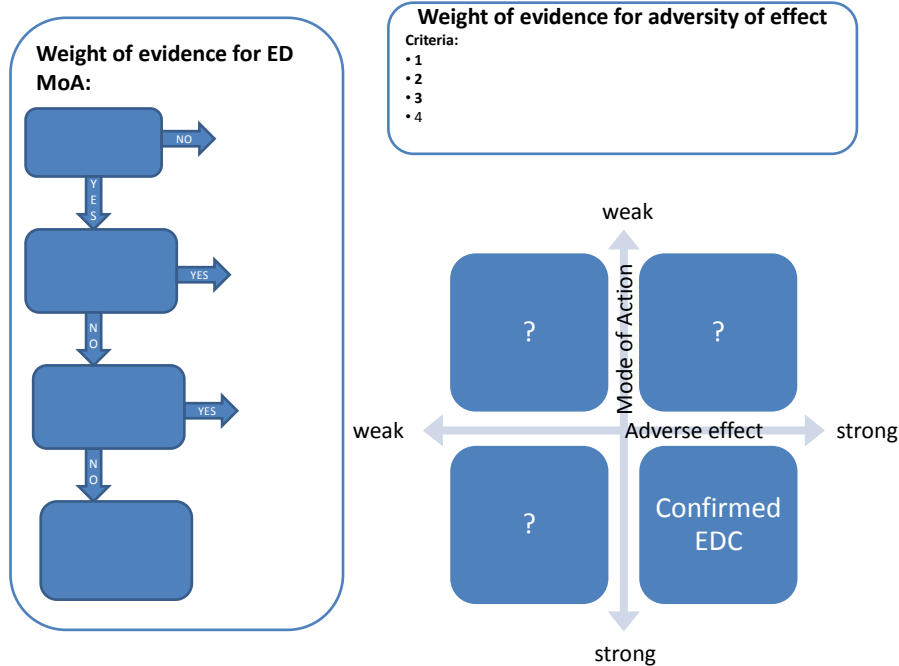 Weight of evidence for ED
MoA:
NO
YES
YES
NO
YES
NO
Weight of evidence for adversity of effect
Criteria:
• 1
• 2
• 3
• 4
weak
?
?
Mode of Action
weak
Adverse effect
strong
?
Confirmed
EDC
strong